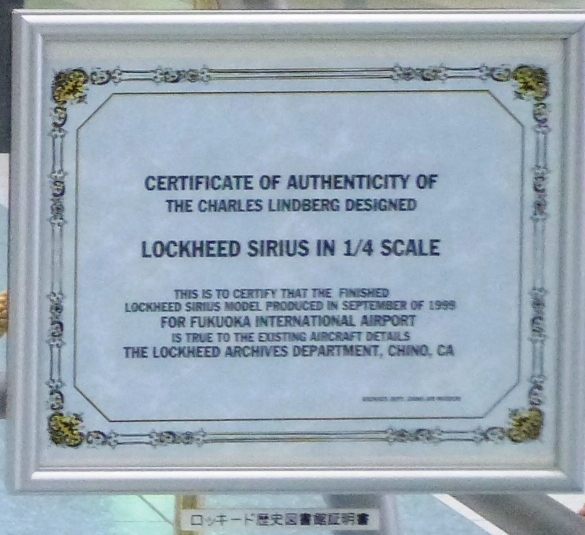 CERTIFICATE OF AUTHENTICITY OF
THE CHARLES LINDBERG DESIGNED
LOCKHEED SIRIUS IN 1/4 SCALE
THIS IS TO CERTIFY THAT THE FINISHED
LOCKHEED SIRIUS MODEL PRODUCED IN SEPTEMBER OF 1999
FOR FUKUOKA INTERNATIONAL AIRPORT
IS TRUE TO THE EXISTING AIRCRAFT DETAILS
THE LOCKHEED ARCHIVES DEPARTMENT, CHINO, CA
ロッキード歴史図書館証明書